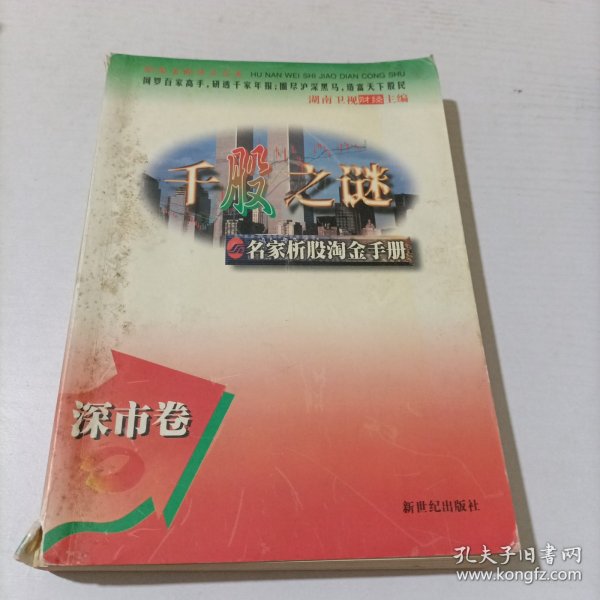 HU NAN WEI SHI JIAO DIAN CONG SHU
网罗百家高手，研透千家年报；圈尽沪深黑马，造富天下股民
湖南卫视财经主编
千股之谜
名家析股淘金手册
深市卷
新世纪出版社
孔夫子旧书网
www.kongfz.com